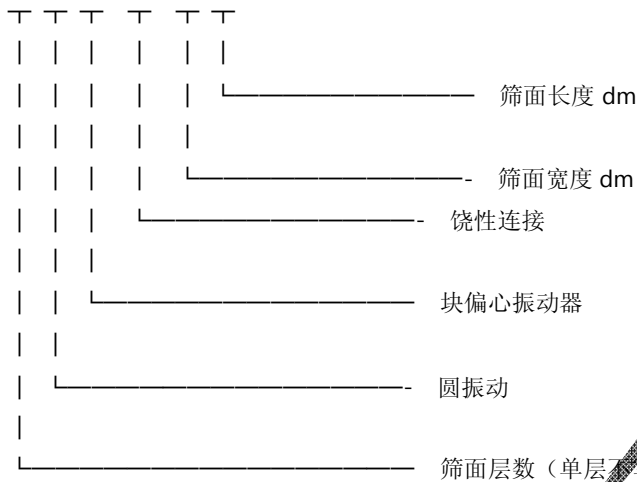 筛面长度 dm
筛面宽度 dm
饶性连接
块偏心振动器
圆振动
筛面层数（单层